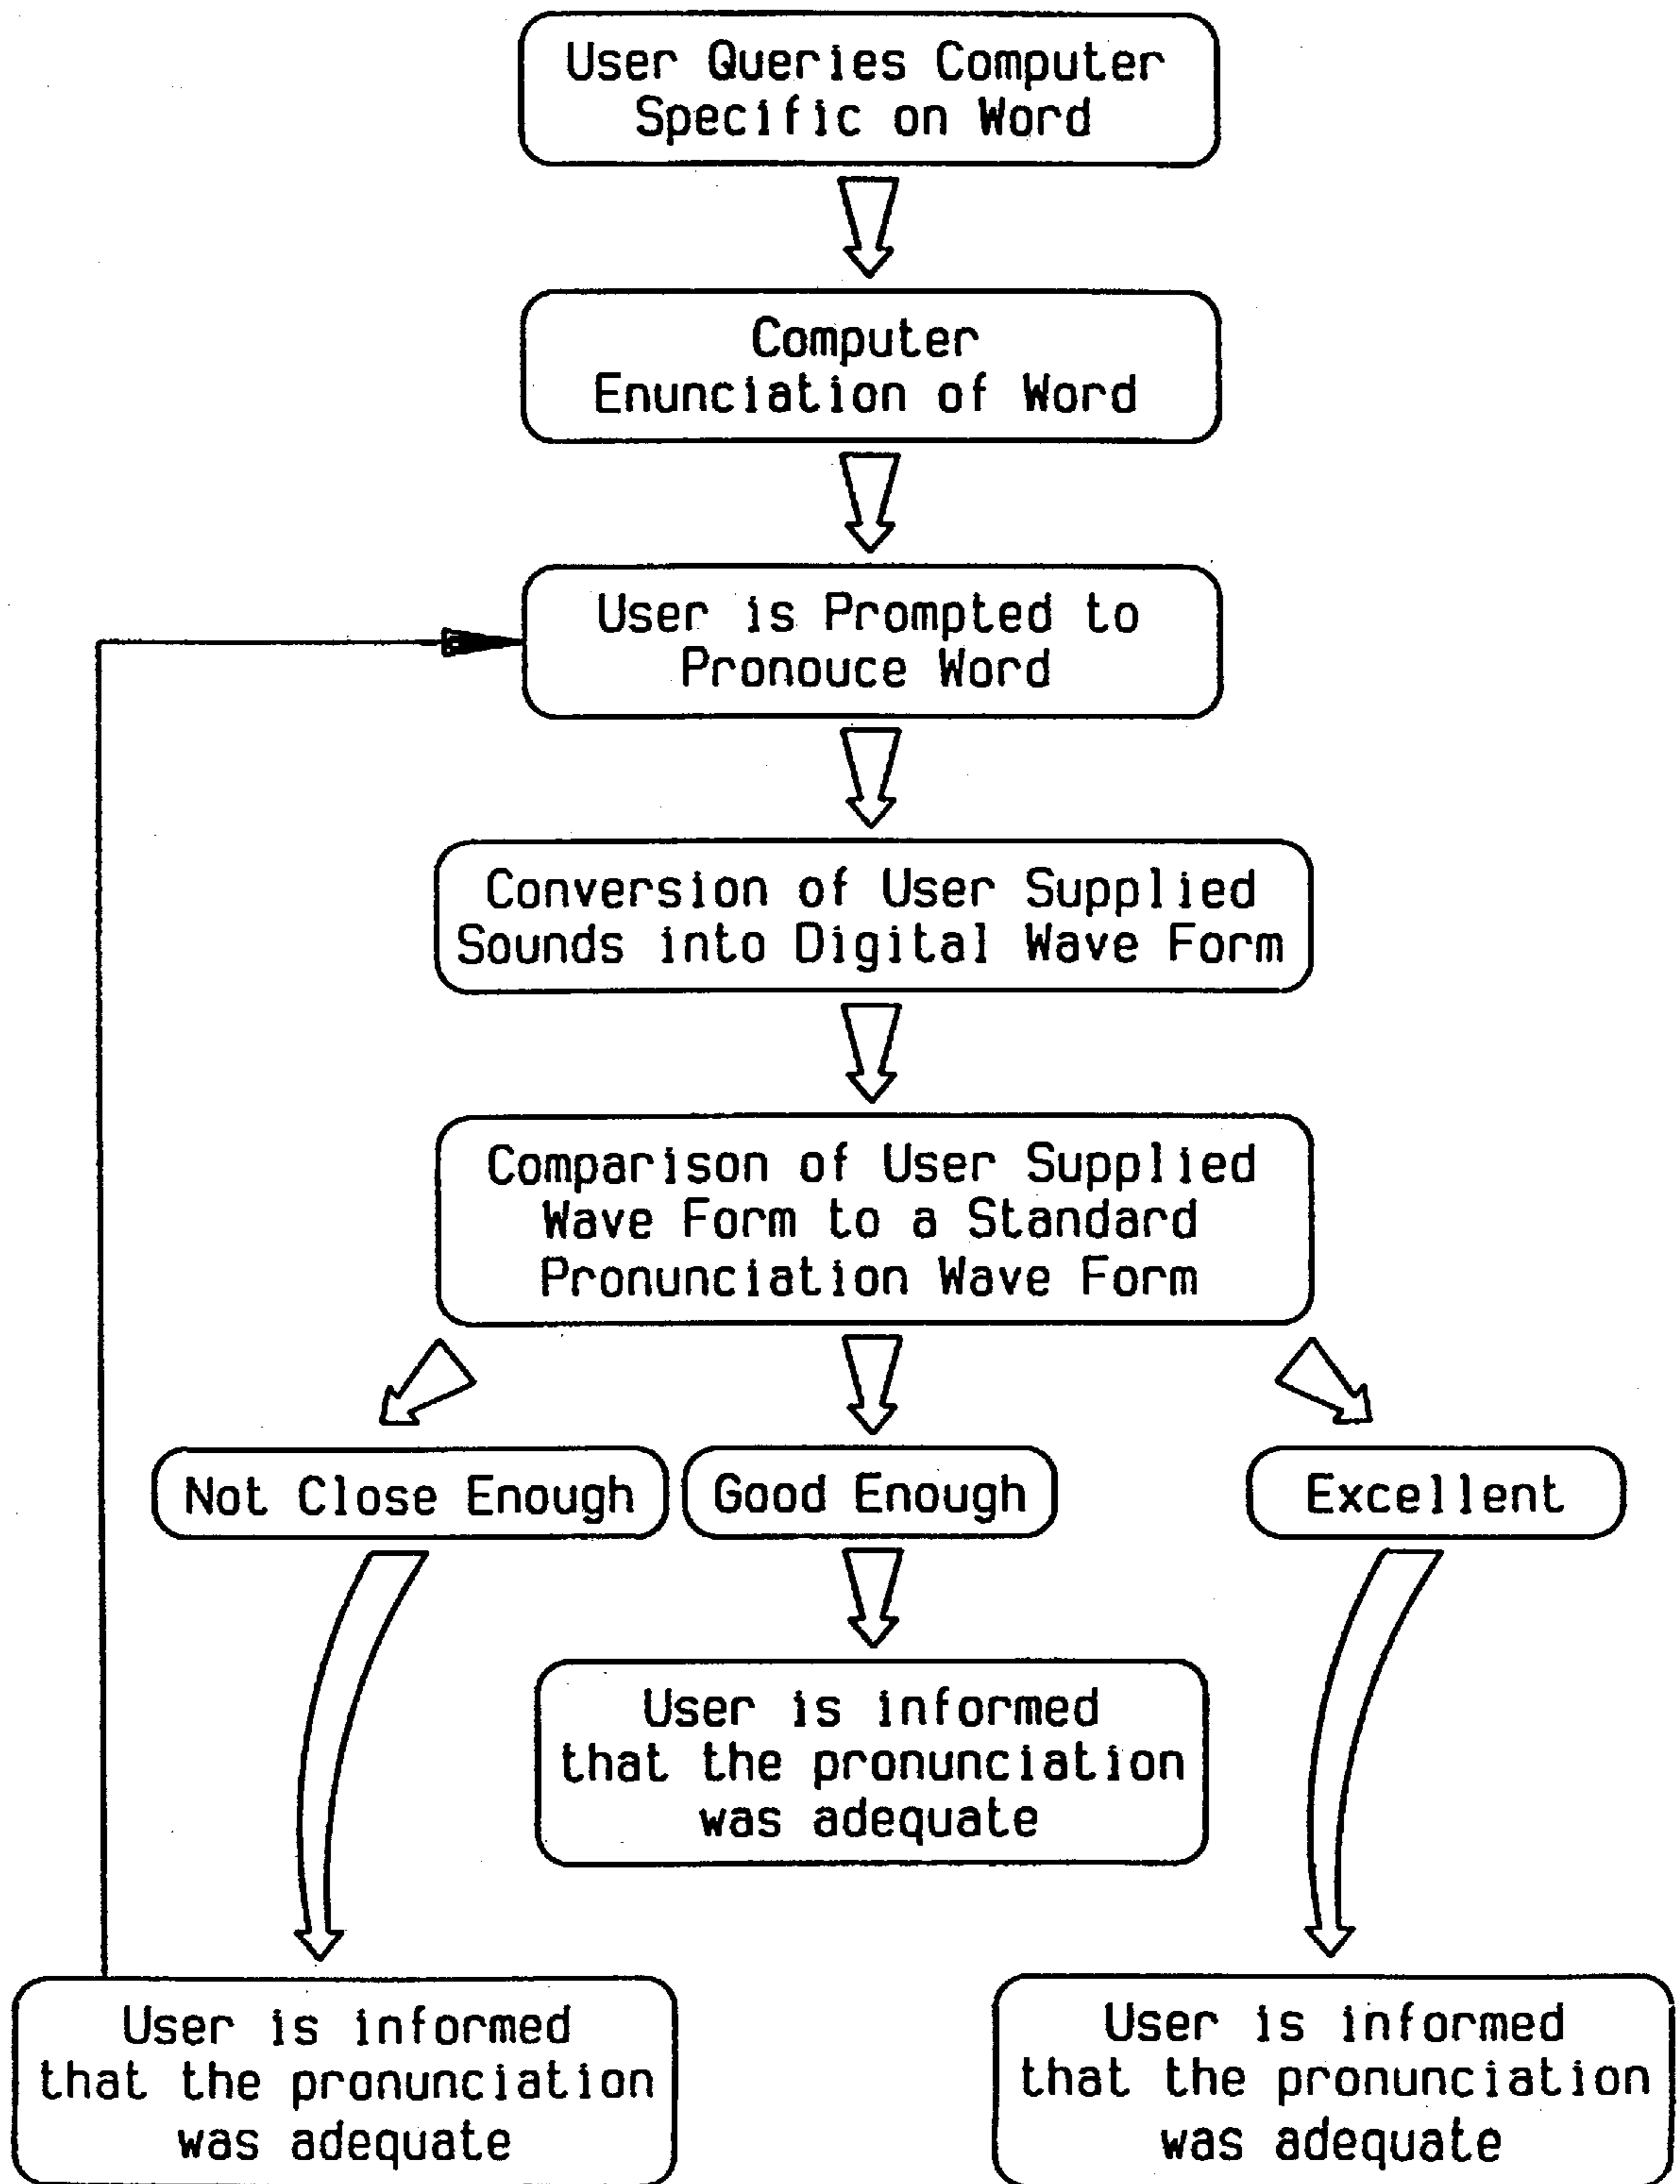 User Queries Computer
Specific on Word
Computer
Enunciation of Word
User is Prompted to
Pronouce Word
Conversion of User Supplied
Sounds into Digital Wave Form
Comparison of User Supplied
Wave Form to a Standard
Pronunciation Wave Form
Not Close Enough
Good Enough
Excellent
User is informed
that the pronunciation
was adequate
User is informed
that the pronunciation
was adequate
User is informed
that the pronunciation
was adequate